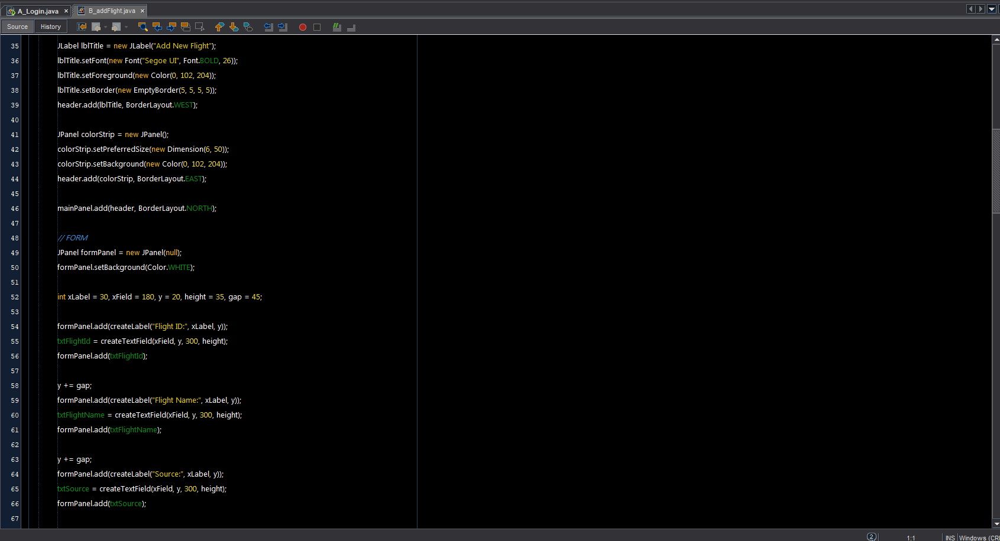 A_Login.java × B_addFlight.java ×
Source History
35 JLabel lblTitle = new JLabel("Add New Flight");
36 lblTitle.setFont(new Font("Segoe UI", Font.BOLD, 26));
37 lblTitle.setForeground(new Color(0, 102, 204));
38 lblTitle.setBorder(new EmptyBorder(5, 5, 5, 5));
39 header.add(lblTitle, BorderLayout.WEST);
40
41 JPanel colorStrip = new JPanel();
42 colorStrip.setPreferredSize(new Dimension(6, 50));
43 colorStrip.setBackground(new Color(0, 102, 204));
44 header.add(colorStrip, BorderLayout.EAST);
45
46 mainPanel.add(header, BorderLayout.NORTH);
47
48 // FORM
49 JPanel formPanel = new JPanel(null);
50 formPanel.setBackground(Color.WHITE);
51
52 int xLabel = 30, xField = 180, y = 20, height = 35, gap = 45;
53
54 formPanel.add(createLabel("Flight ID:", xLabel, y));
55 txtFlightId = createTextField(xField, y, 300, height);
56 formPanel.add(txtFlightId);
57
58 y += gap;
59 formPanel.add(createLabel("Flight Name:", xLabel, y));
60 txtFlightName = createTextField(xField, y, 300, height);
61 formPanel.add(txtFlightName);
62
63 y += gap;
64 formPanel.add(createLabel("Source:", xLabel, y));
65 txtSource = createTextField(xField, y, 300, height);
66 formPanel.add(txtSource);
67
2 1:1 INS Windows (CR